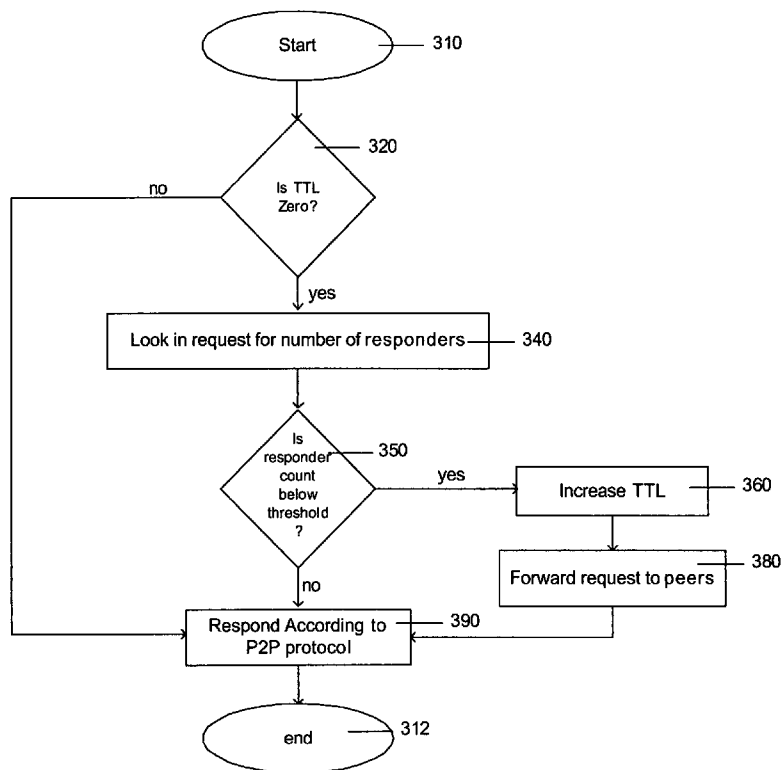 Start
310
320
Is TTL
Zero?
no
yes
Look in request for number of responders
340
Is
responder
count
below
threshold
?
350
yes
Increase TTL
360
Forward request to peers
380
no
Respond According to
P2P protocol
390
end
312